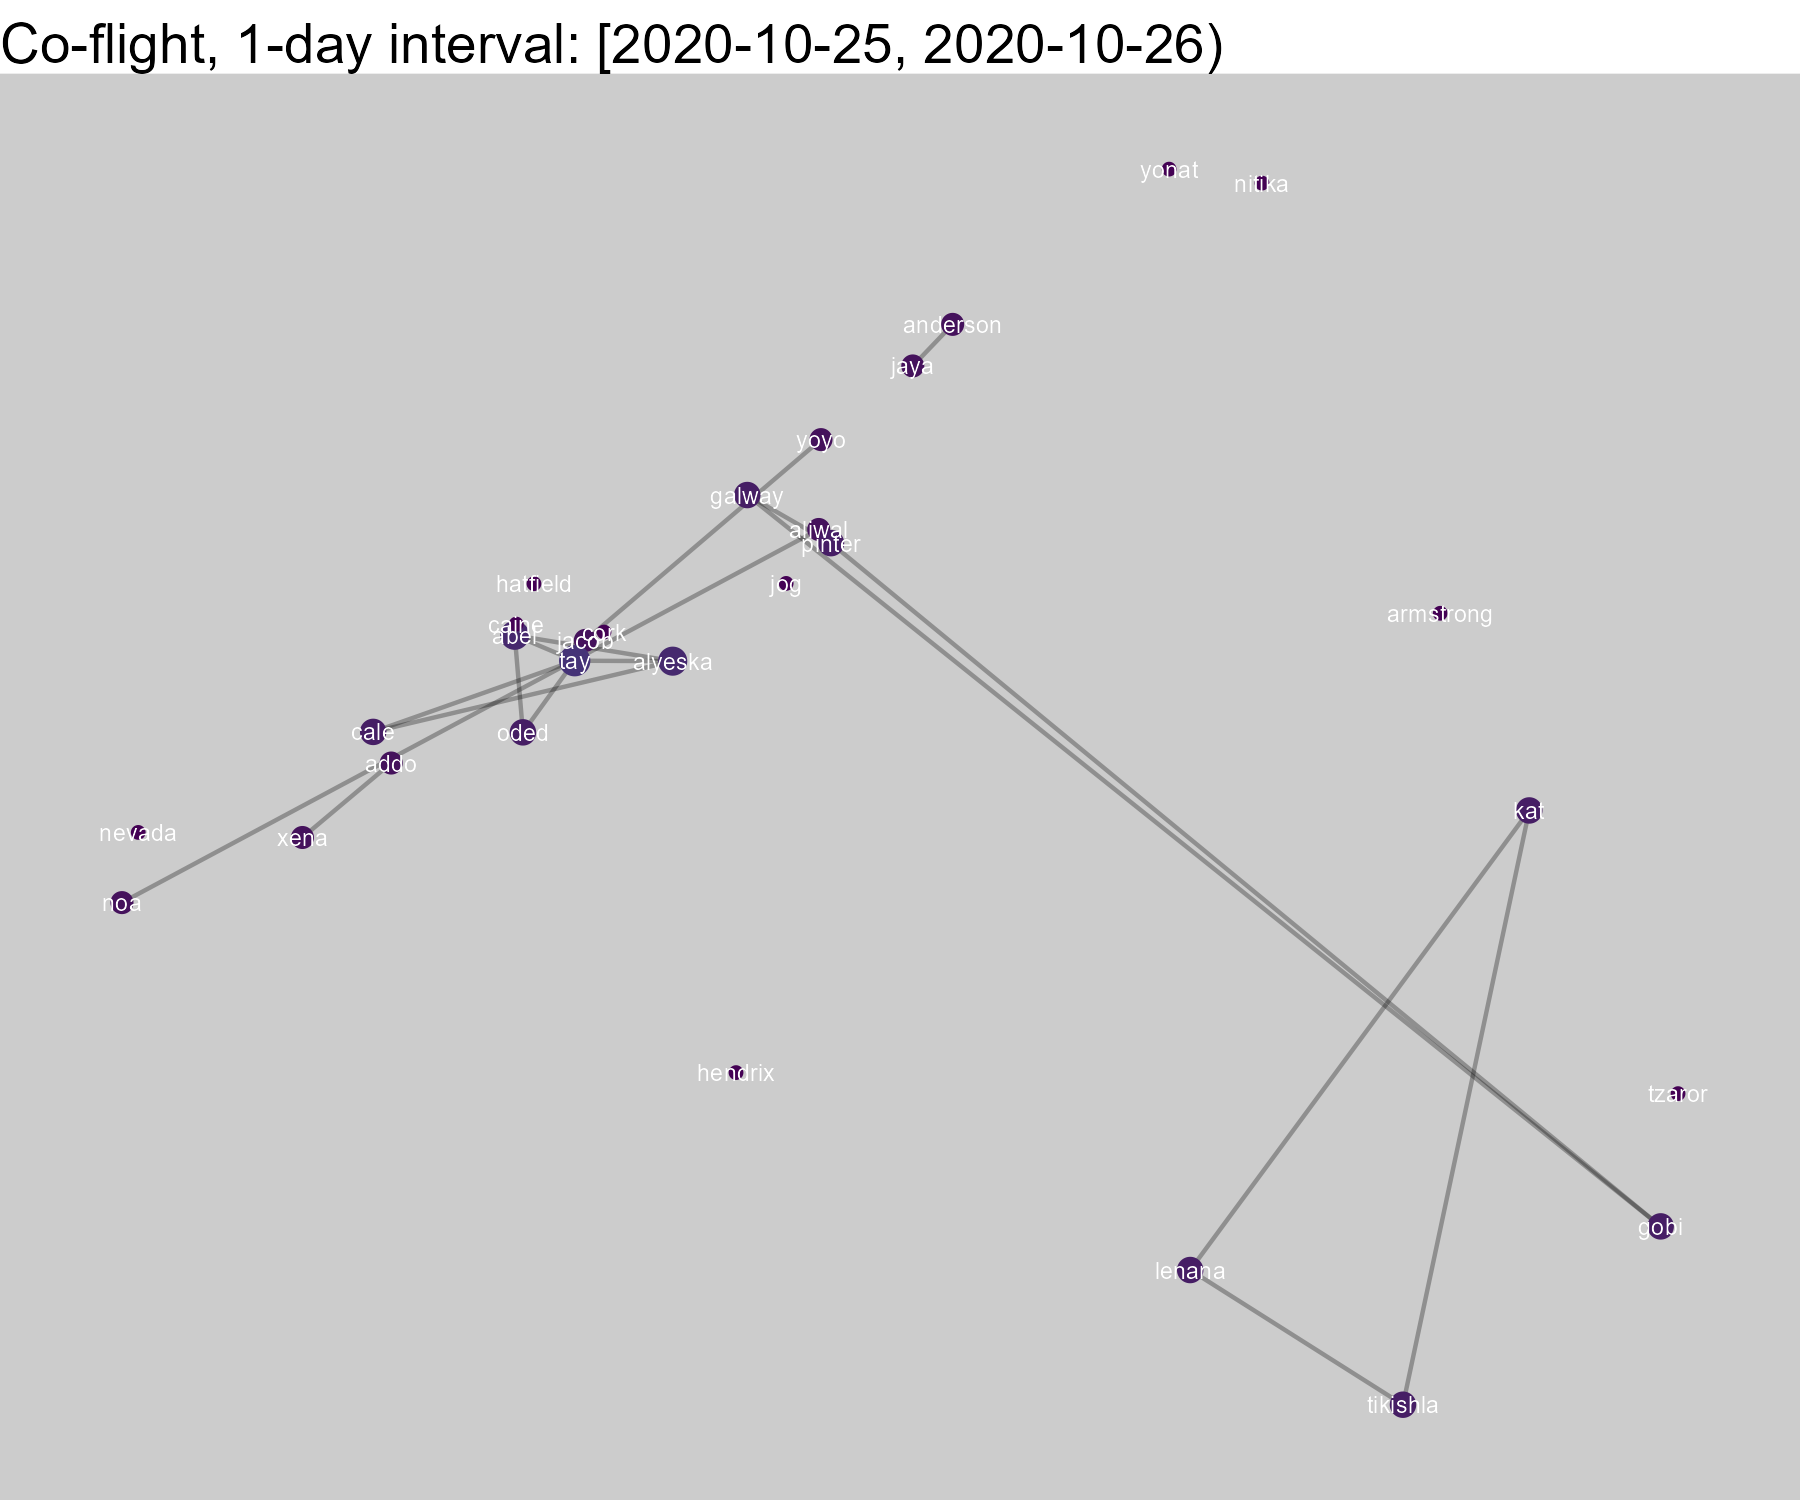 Co-flight, 1-day interval: [2020-10-25, 2020-10-26)
yonat
nitika
anderson
jaya
yoyo
galway
aliwal
pinter
hatfield
jog
armstrong
caine
abel
cork
jacob
tay
alyeska
cale
oded
addo
kat
nevada
xena
noa
hendrix
tzaror
gobi
lenana
tikishla